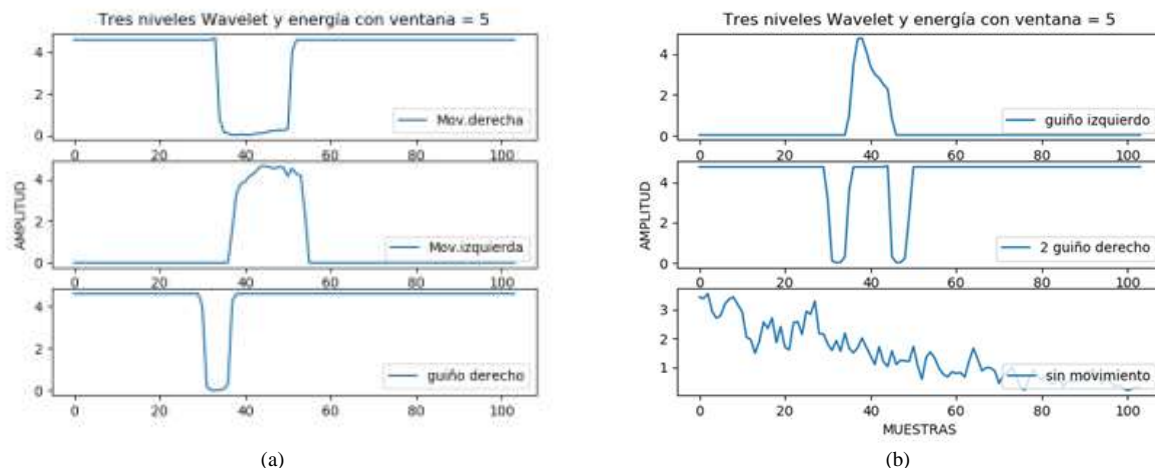 Tres niveles Wavelet y energía con ventana = 5
4
2
0
Mov.derecha
0 20 40 60 80 100
AMPLITUD
4
2
0
Mov.izquierda
0 20 40 60 80 100
4
2
0
guiño derecho
0 20 40 60 80 100
(a)
Tres niveles Wavelet y energía con ventana = 5
4
2
0
guiño izquierdo
0 20 40 60 80 100
AMPLITUD
4
2
0
2 guiño derecho
0 20 40 60 80 100
3
2
1
sin movimiento
0 20 40 60 80 100
MUESTRAS
(b)